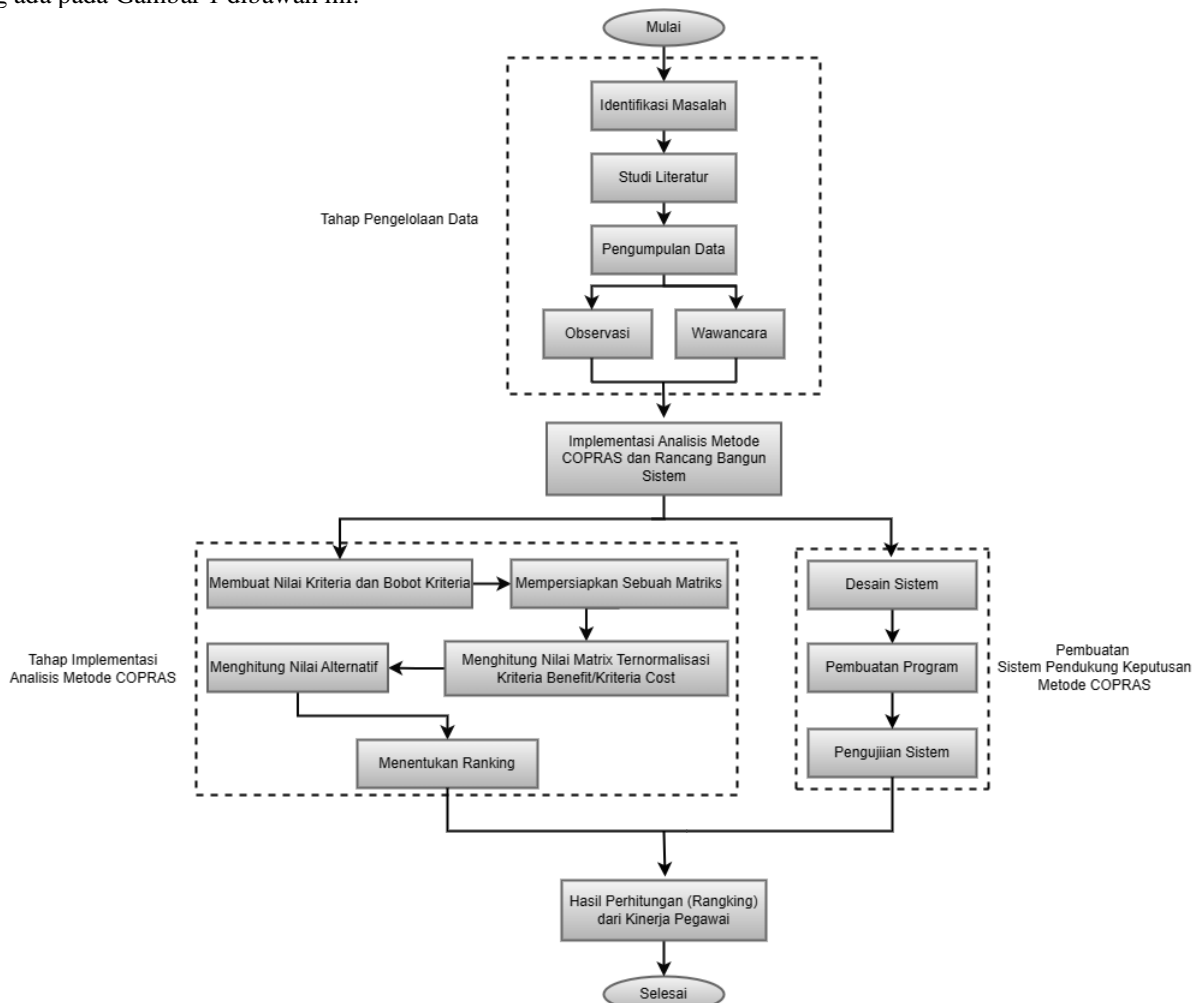 ada pada Gambar 1 dibawah ini.
Mulai
Identifikasi Masalah
Studi Literatur
Tahap Pengelolaan Data
Pengumpulan Data
Observasi
Wawancara
Implementasi Analisis Metode
COPRAS dan Rancang Bangun
Sistem
Membuat Nilai Kriteria dan Bobot Kriteria
Mempersiapkan Sebuah Matriks
Tahap Implementasi
Analisis Metode COPRAS
Menghitung Nilai Alternatif
Menghitung Nilai Matrix Ternormalisasi
Kriteria Benefit/Kriteria Cost
Menentukan Ranking
Desain Sistem
Pembuatan Program
Pengujiian Sistem
Pembuatan
Sistem Pendukung Keputusan
Metode COPRAS
Hasil Perhitungan (Rangking)
dari Kinerja Pegawai
Selesai